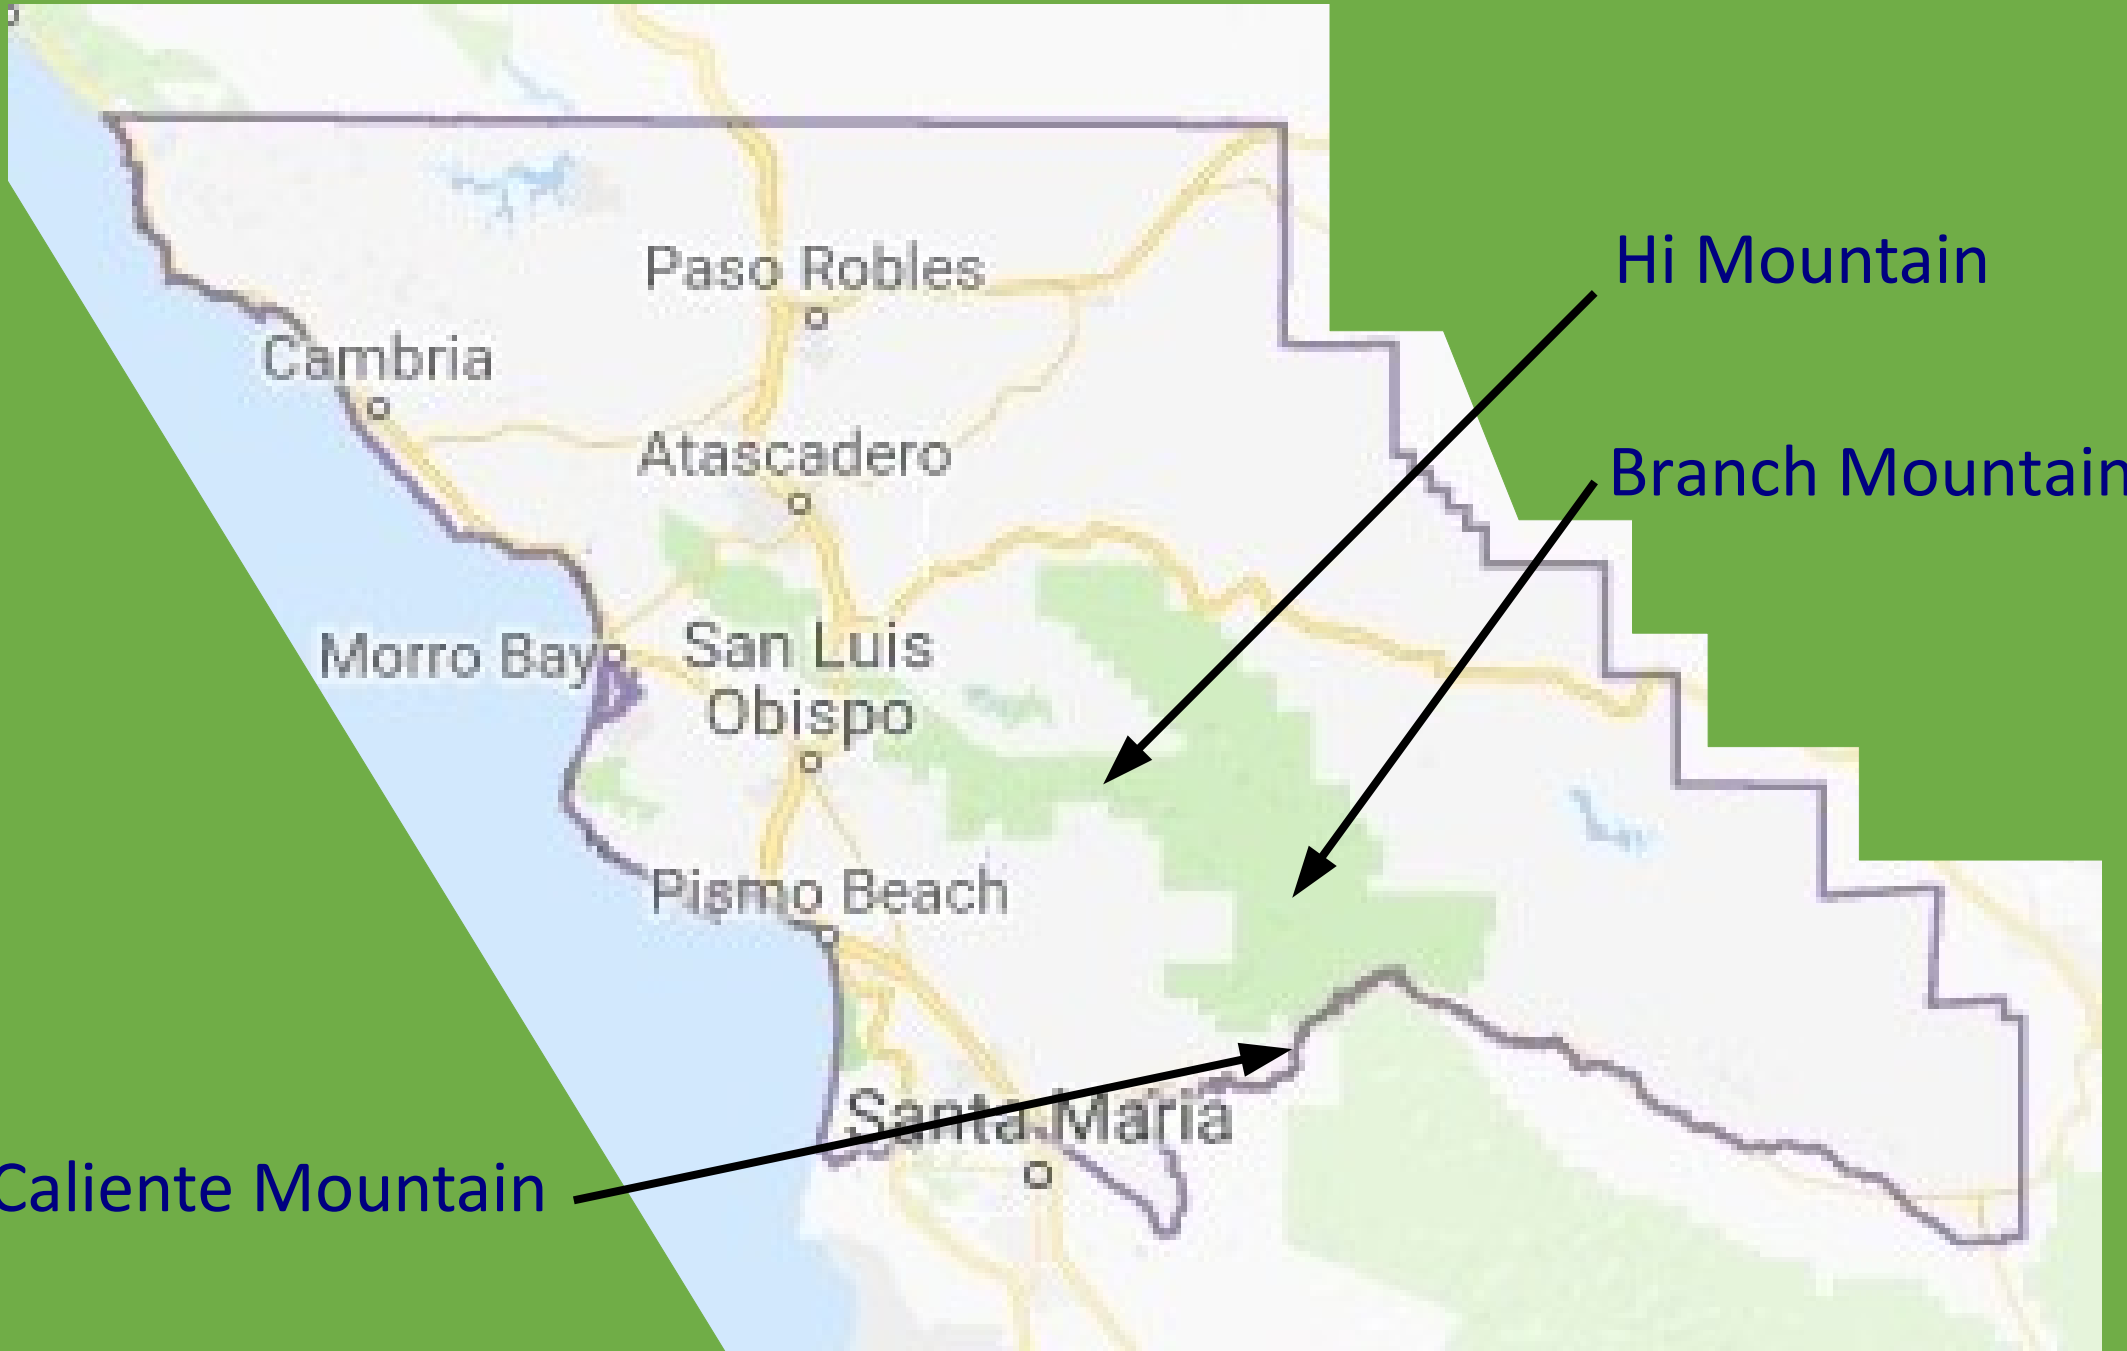 Hi Mountain
Paso Robles
Cambria
Atascadero
Branch Mountain
Morro Bay
San Luis
Obispo
Pismo Beach
Santa Maria
Caliente Mountain